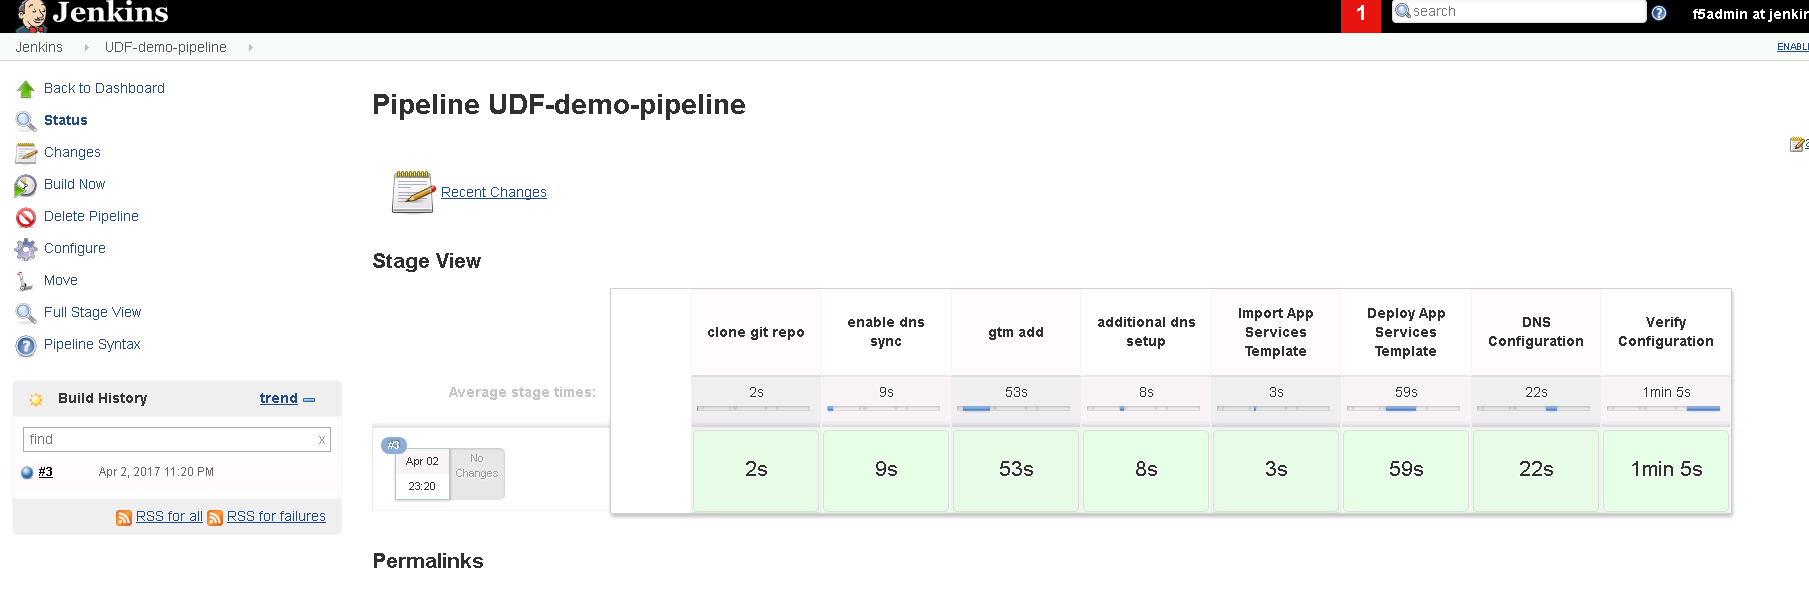 Jenkins
1
search
f5admin at jenkin
Jenkins
UDF-demo-pipeline
ENABL
Back to Dashboard
Status
Changes
Build Now
Delete Pipeline
Configure
Move
Full Stage View
Pipeline Syntax
Build History
trend
find
x
#3
Apr 2, 2017 11:20 PM
RSS for all
RSS for failures
Pipeline UDF-demo-pipeline
Recent Changes
Stage View
clone git repo
enable dns
sync
gtm add
additional dns
setup
Import App
Services
Template
Deploy App
Services
Template
DNS
Configuration
Verify
Configuration
Average stage times:
2s
9s
53s
8s
3s
59s
22s
1min 5s
#3
Apr 02
23:20
No
Changes
2s
9s
53s
8s
3s
59s
22s
1min 5s
Permalinks